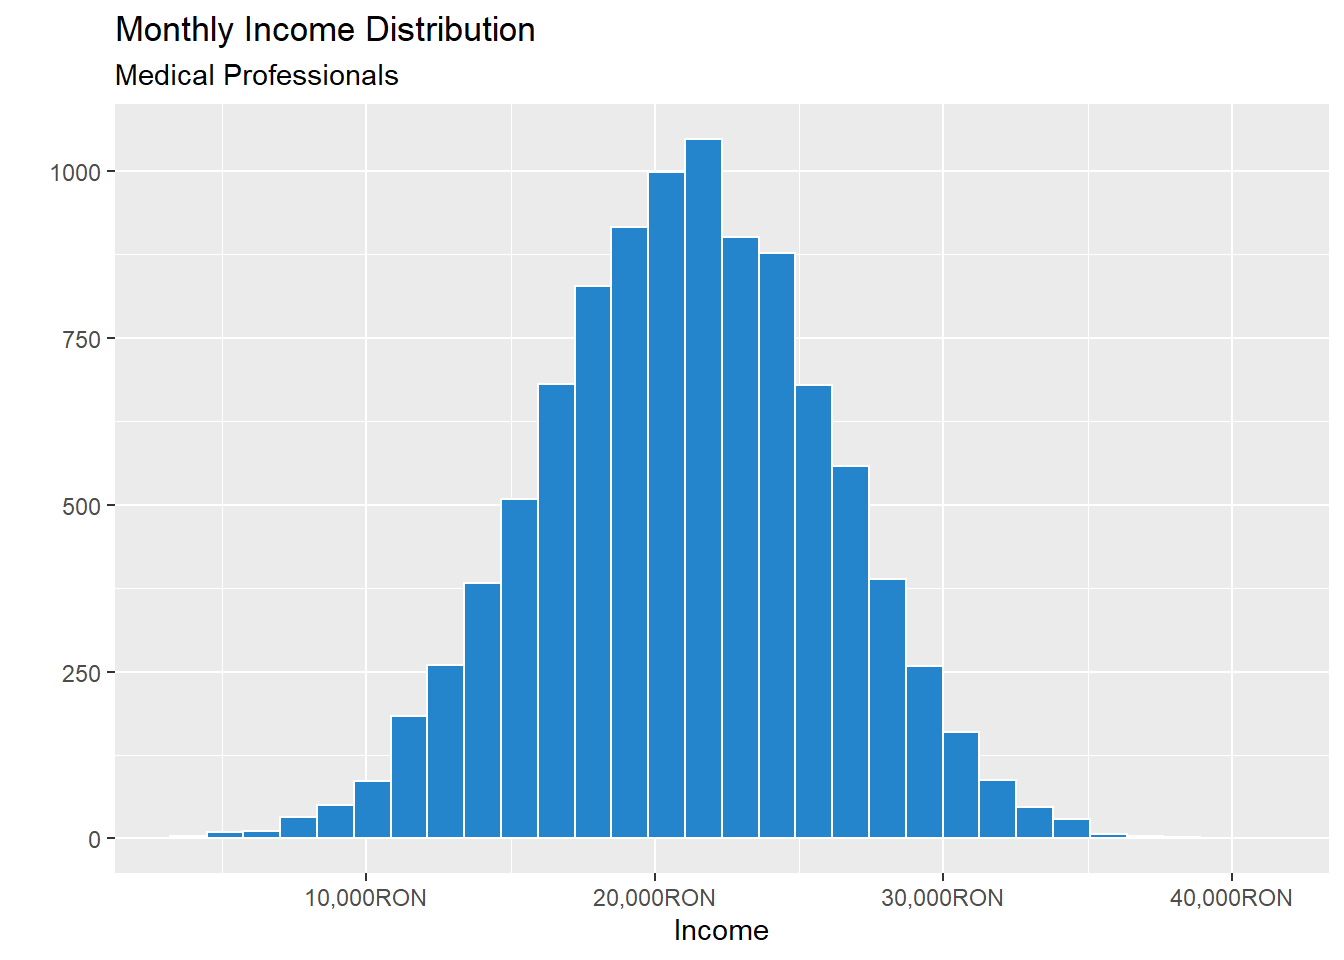 Monthly Income Distribution
Medical Professionals
1000
750
500
250
0
10,000RON 20,000RON 30,000RON 40,000RON
Income